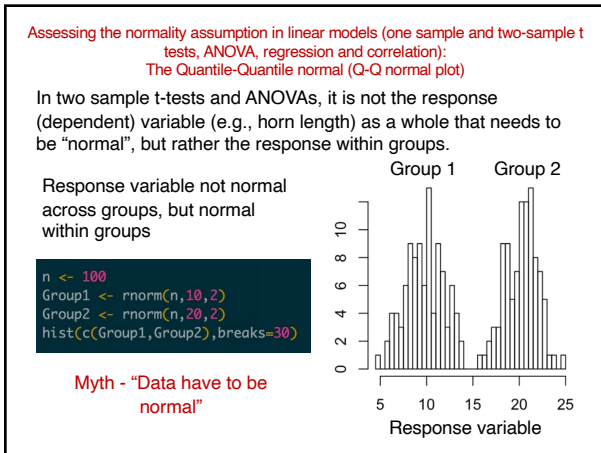 Assessing the normality assumption in linear models (one sample and two-sample t
tests, ANOVA, regression and correlation):
The Quantile-Quantile normal (Q-Q normal plot)
In two sample t-tests and ANOVAs, it is not the response
(dependent) variable (e.g., horn length) as a whole that needs to
be “normal”, but rather the response within groups.
Response variable not normal
across groups, but normal
within groups
n <- 100
Group1 <- rnorm(n,10,2)
Group2 <- rnorm(n,20,2)
hist(c(Group1,Group2),breaks=30)
Myth - “Data have to be
normal”
Group 1 Group 2
10
8
6
4
2
0
5 10 15 20 25
Response variable